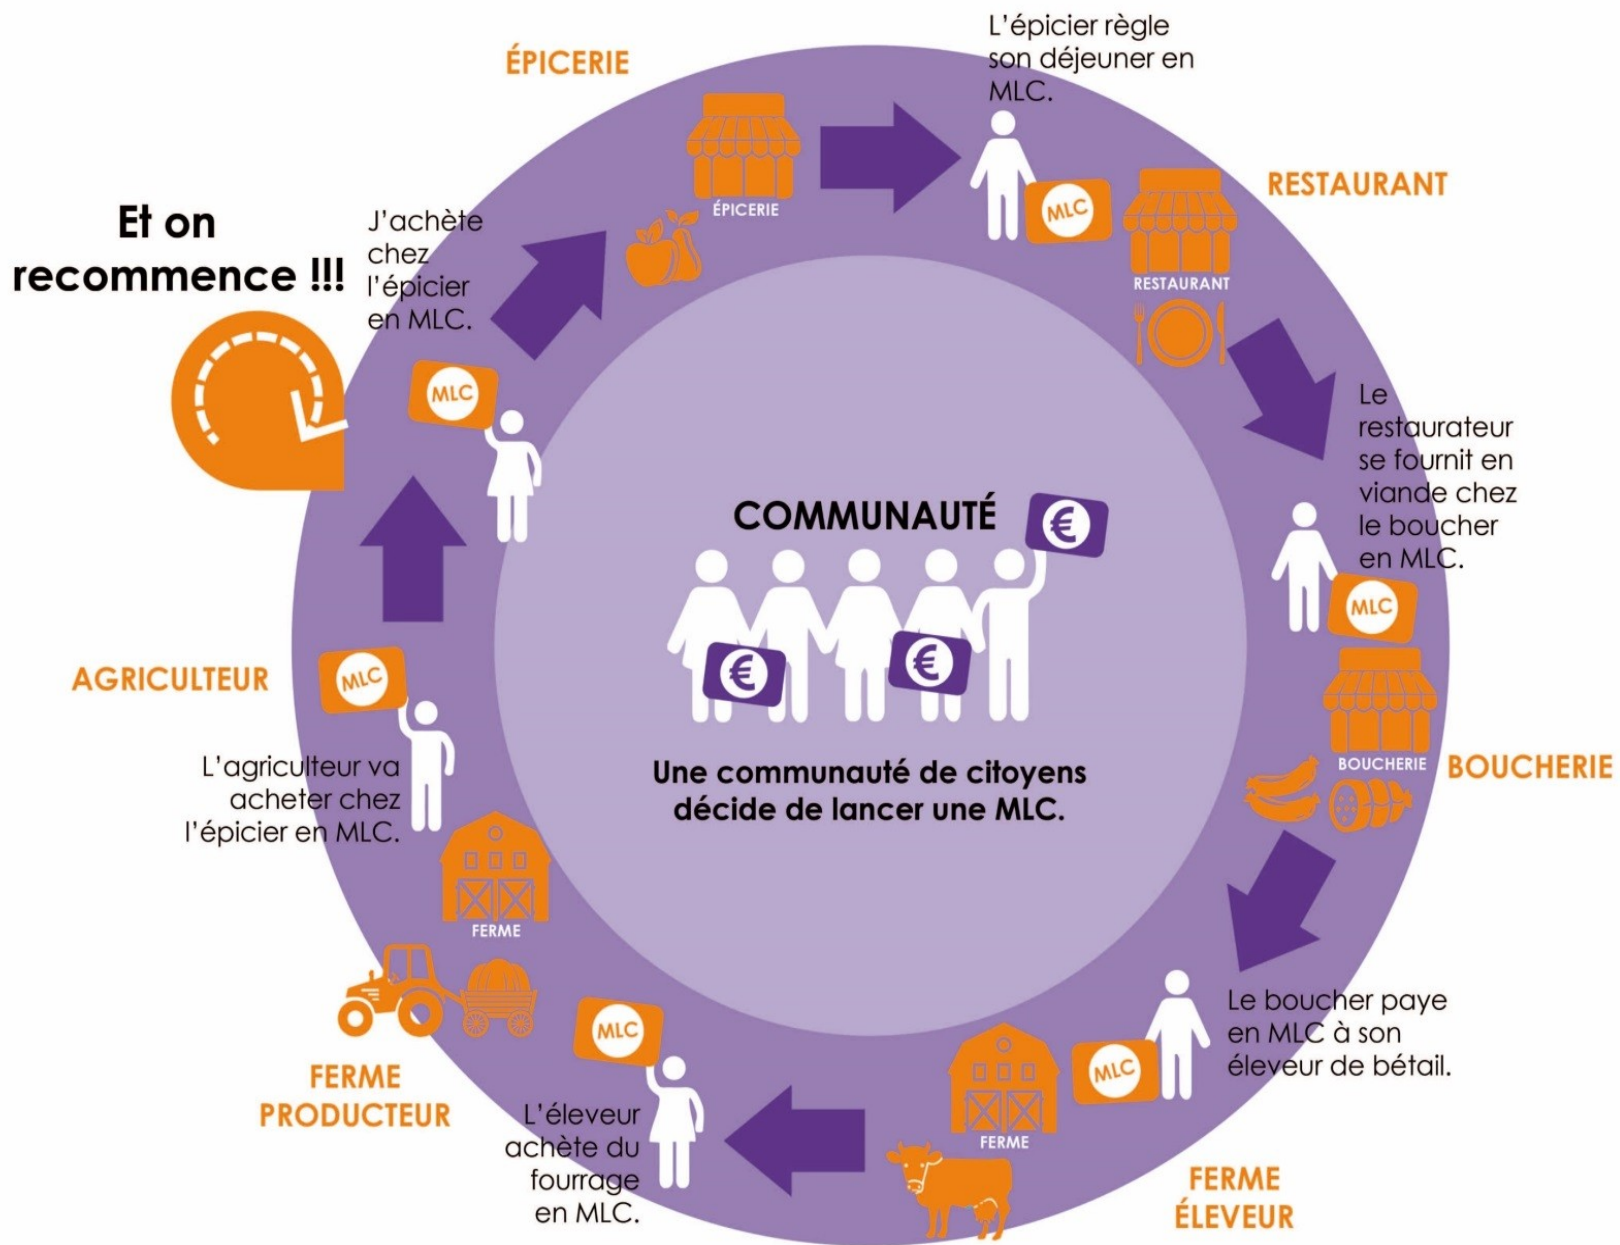 L'épicier règle
son déjeuner en
MLC.
ÉPICERIE
ÉPICERIE
MLC
RESTAURANT
RESTAURANT
Et on
recommence !!!
J'achète
chez
l'épicier
en MLC.
MLC
Le
restaurateur
se fournit en
viande chez
le boucher
en MLC.
MLC
COMMUNAUTÉ
€
€
€
Une communauté de citoyens
décide de lancer une MLC.
BOUCHERIE
BOUCHERIE
AGRICULTEUR
MLC
L'agriculteur va
acheter chez
l'épicier en MLC.
FERME
Le boucher paye
en MLC à son
éleveur de bétail.
MLC
FERME
FERME
ÉLEVEUR
MLC
L'éleveur
achète du
fourrage
en MLC.
FERME
PRODUCTEUR